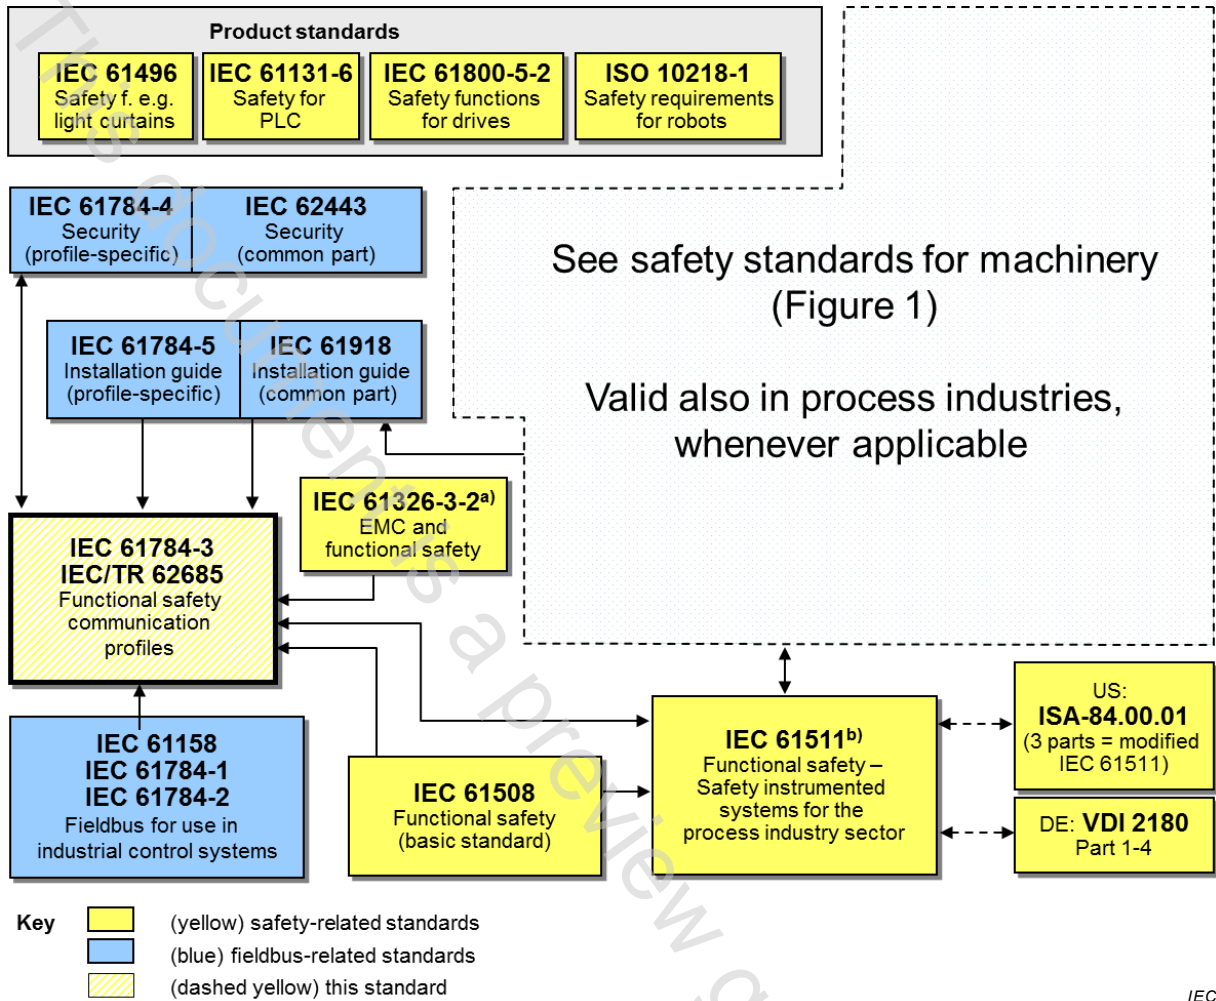 Product standards
IEC 61496
Safety f. e.g.
light curtains
IEC 61131-6
Safety for
PLC
IEC 61800-5-2
Safety functions
for drives
ISO 10218-1
Safety requirements
for robots
IEC 61784-4
Security
(profile-specific)
IEC 62443
Security
(common part)
See safety standards for machinery
(Figure 1)
Valid also in process industries,
whenever applicable
IEC 61784-5
Installation guide
(profile-specific)
IEC 61918
Installation guide
(common part)
IEC 61326-3-2a)
EMC and
functional safety
IEC 61784-3
IEC/TR 62685
Functional safety
communication
profiles
IEC 61158
IEC 61784-1
IEC 61784-2
Fieldbus for use in
industrial control systems
IEC 61508
Functional safety
(basic standard)
IEC 61511b)
Functional safety –
Safety instrumented
systems for the
process industry sector
US:
ISA-84.00.01
(3 parts = modified
IEC 61511)
DE: VDI 2180
Part 1-4
Key
(yellow) safety-related standards
(blue) fieldbus-related standards
(dashed yellow) this standard
IEC
This document is a preview g